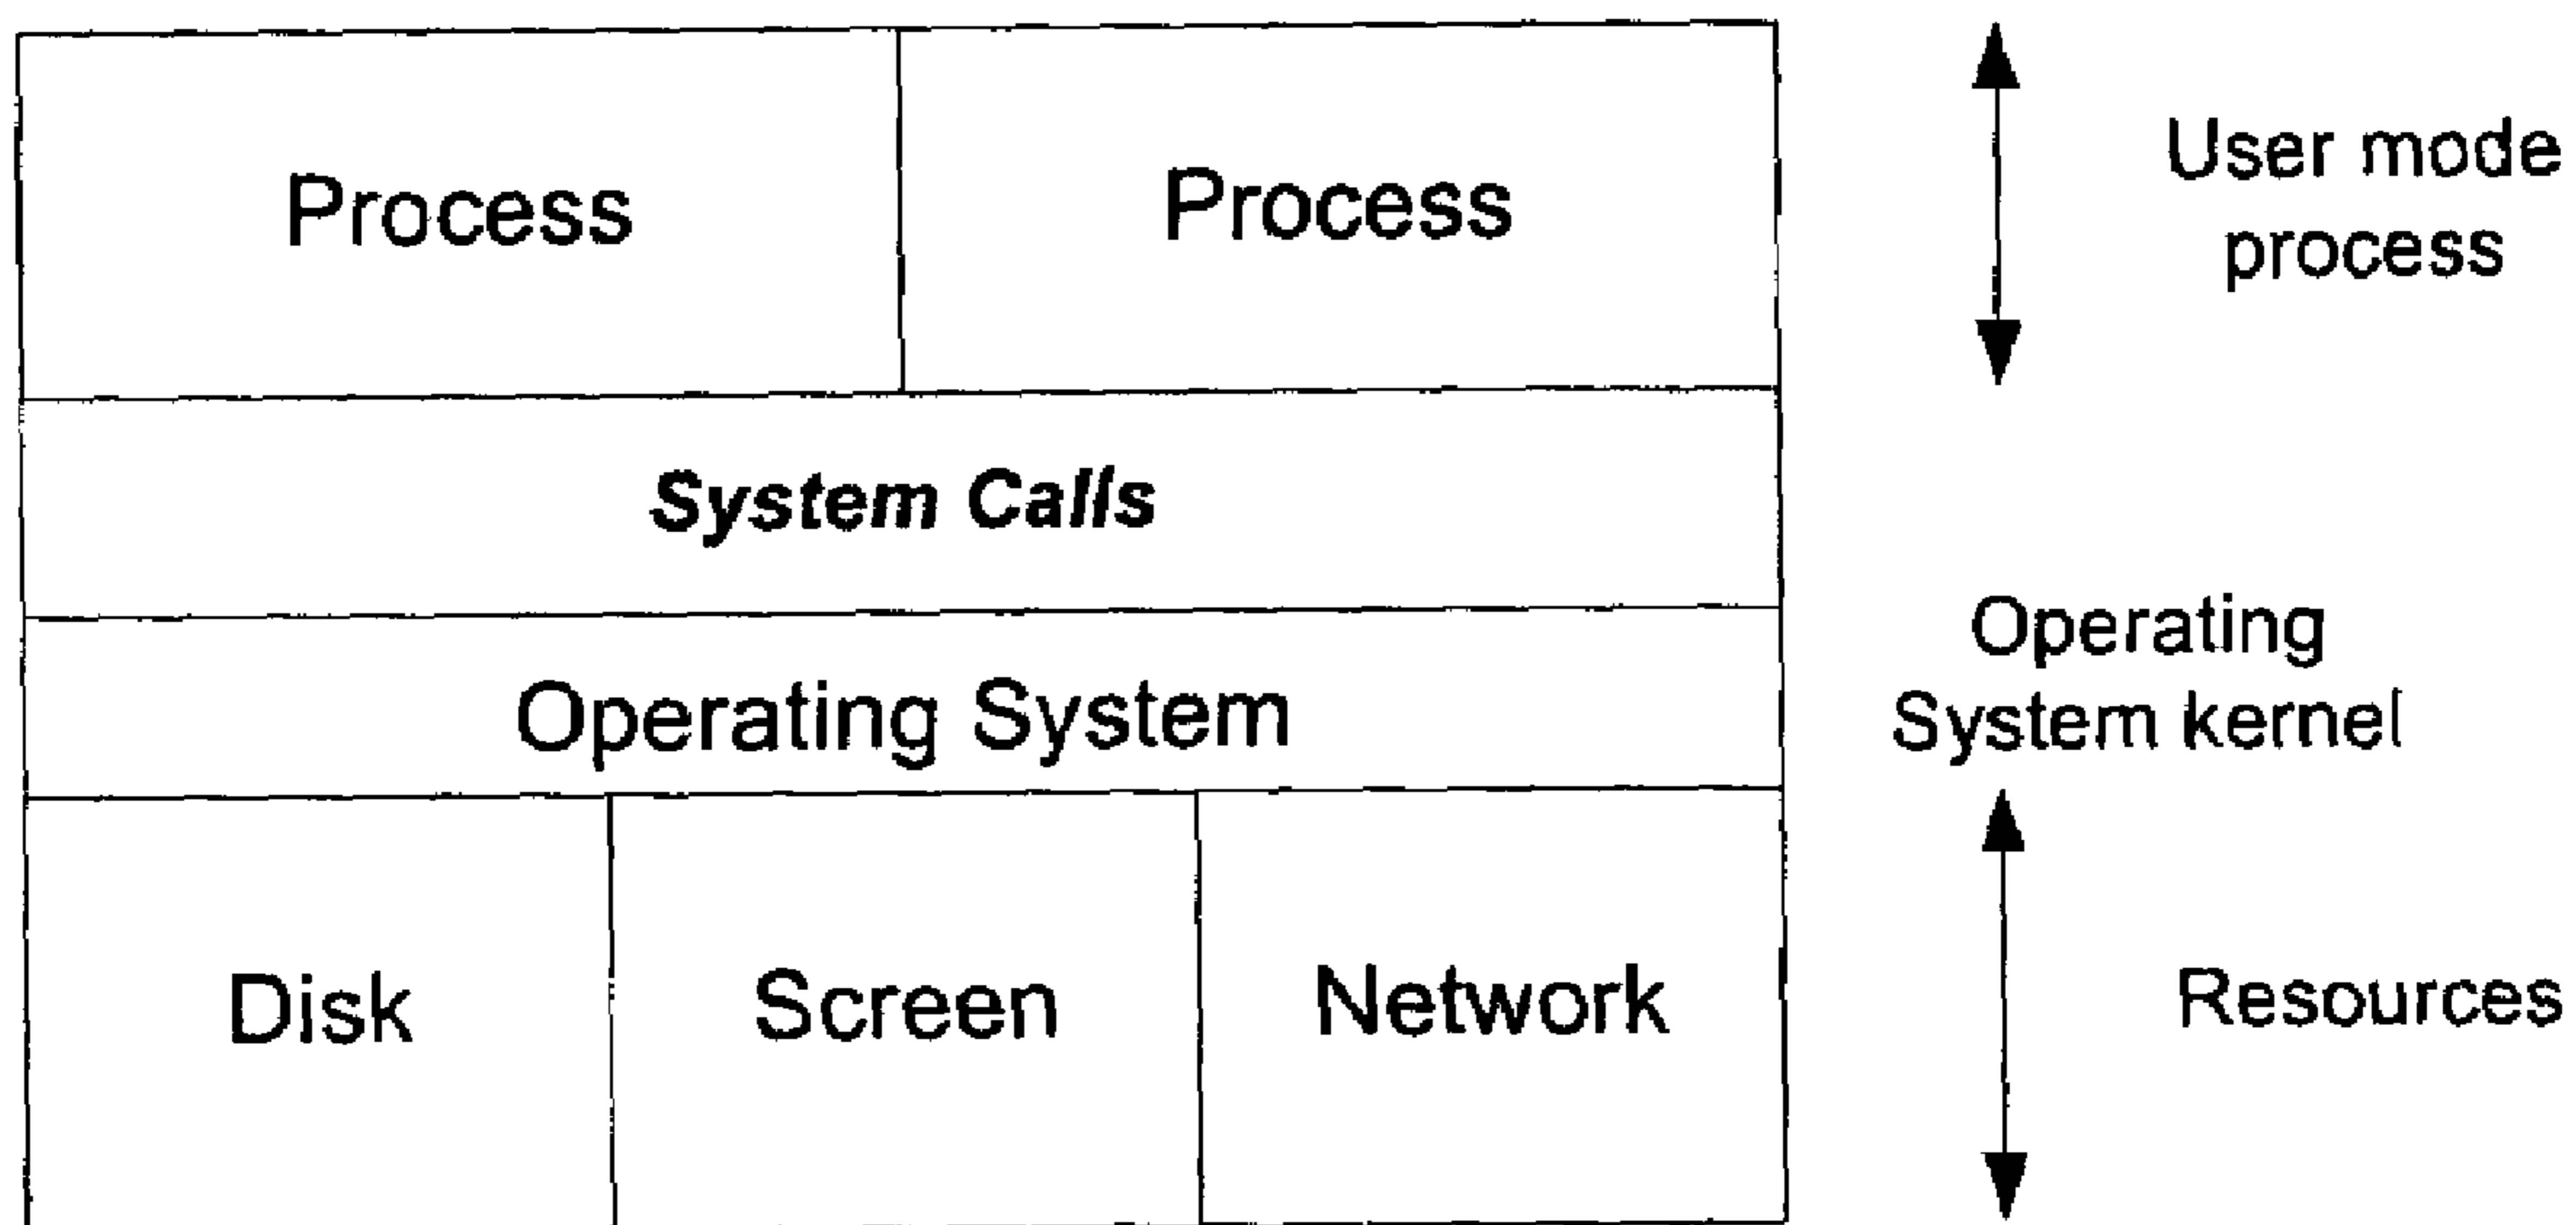 Process
Process
User mode
process
System Calls
Operating System
Operating
System kernel
Disk
Screen
Network
Resources